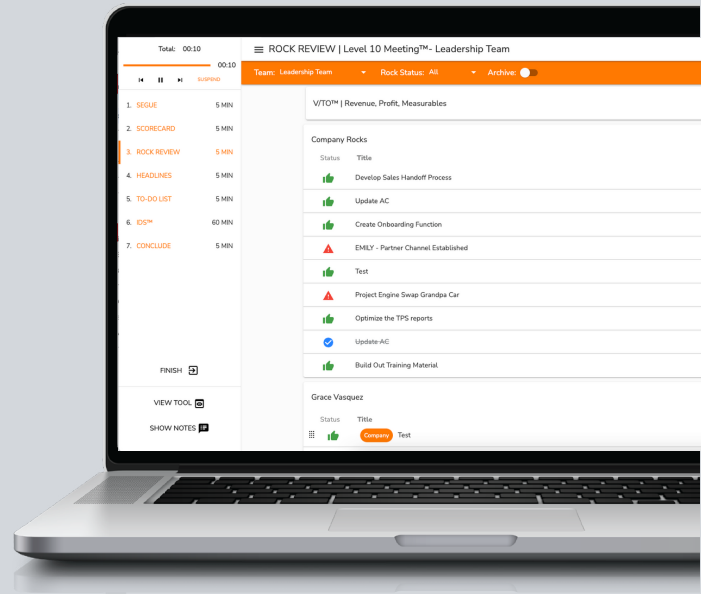 Total: 00:10
00:10
SUSPEND
1. SEGUE 5 MIN
2. SCORECARD 5 MIN
3. ROCK REVIEW 5 MIN
4. HEADLINES 5 MIN
5. TO-DO LIST 5 MIN
6. IDS™ 60 MIN
7. CONCLUDE 5 MIN
FINISH
VIEW TOOL
SHOW NOTES
ROCK REVIEW | Level 10 Meeting™- Leadership Team
Team: Leadership Team Rock Status: All Archive:
V/TO™ | Revenue, Profit, Measurables
Company Rocks
Status Title
Develop Sales Handoff Process
Update AC
Create Onboarding Function
EMILY - Partner Channel Established
Test
Project Engine Swap Grandpa Car
Optimize the TPS reports
Update AC
Build Out Training Material
Grace Vasquez
Status Title
Company Test